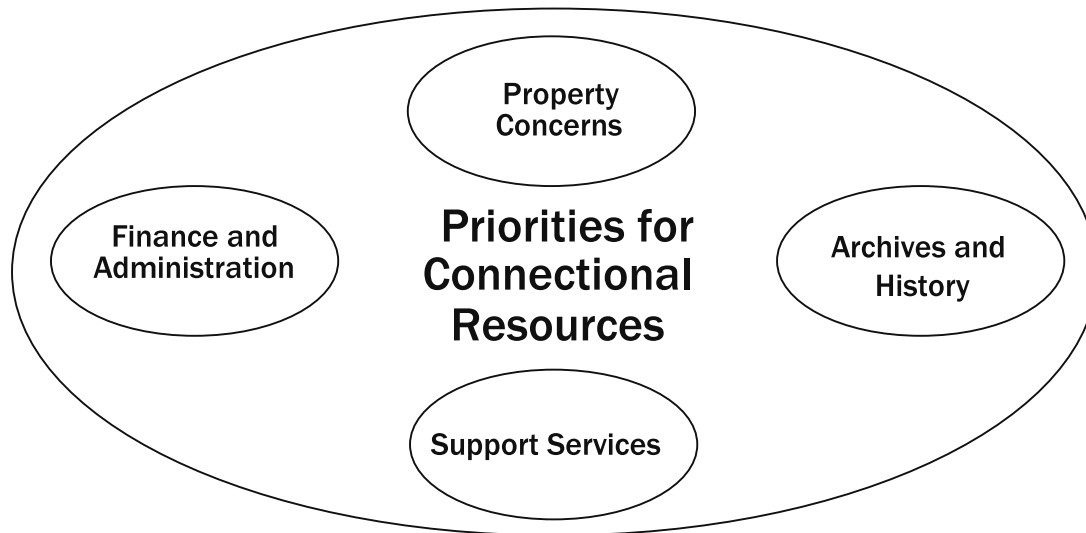 Property
Concerns
Finance and
Administration
Priorities for
Connectional
Resources
Archives and
History
Support Services